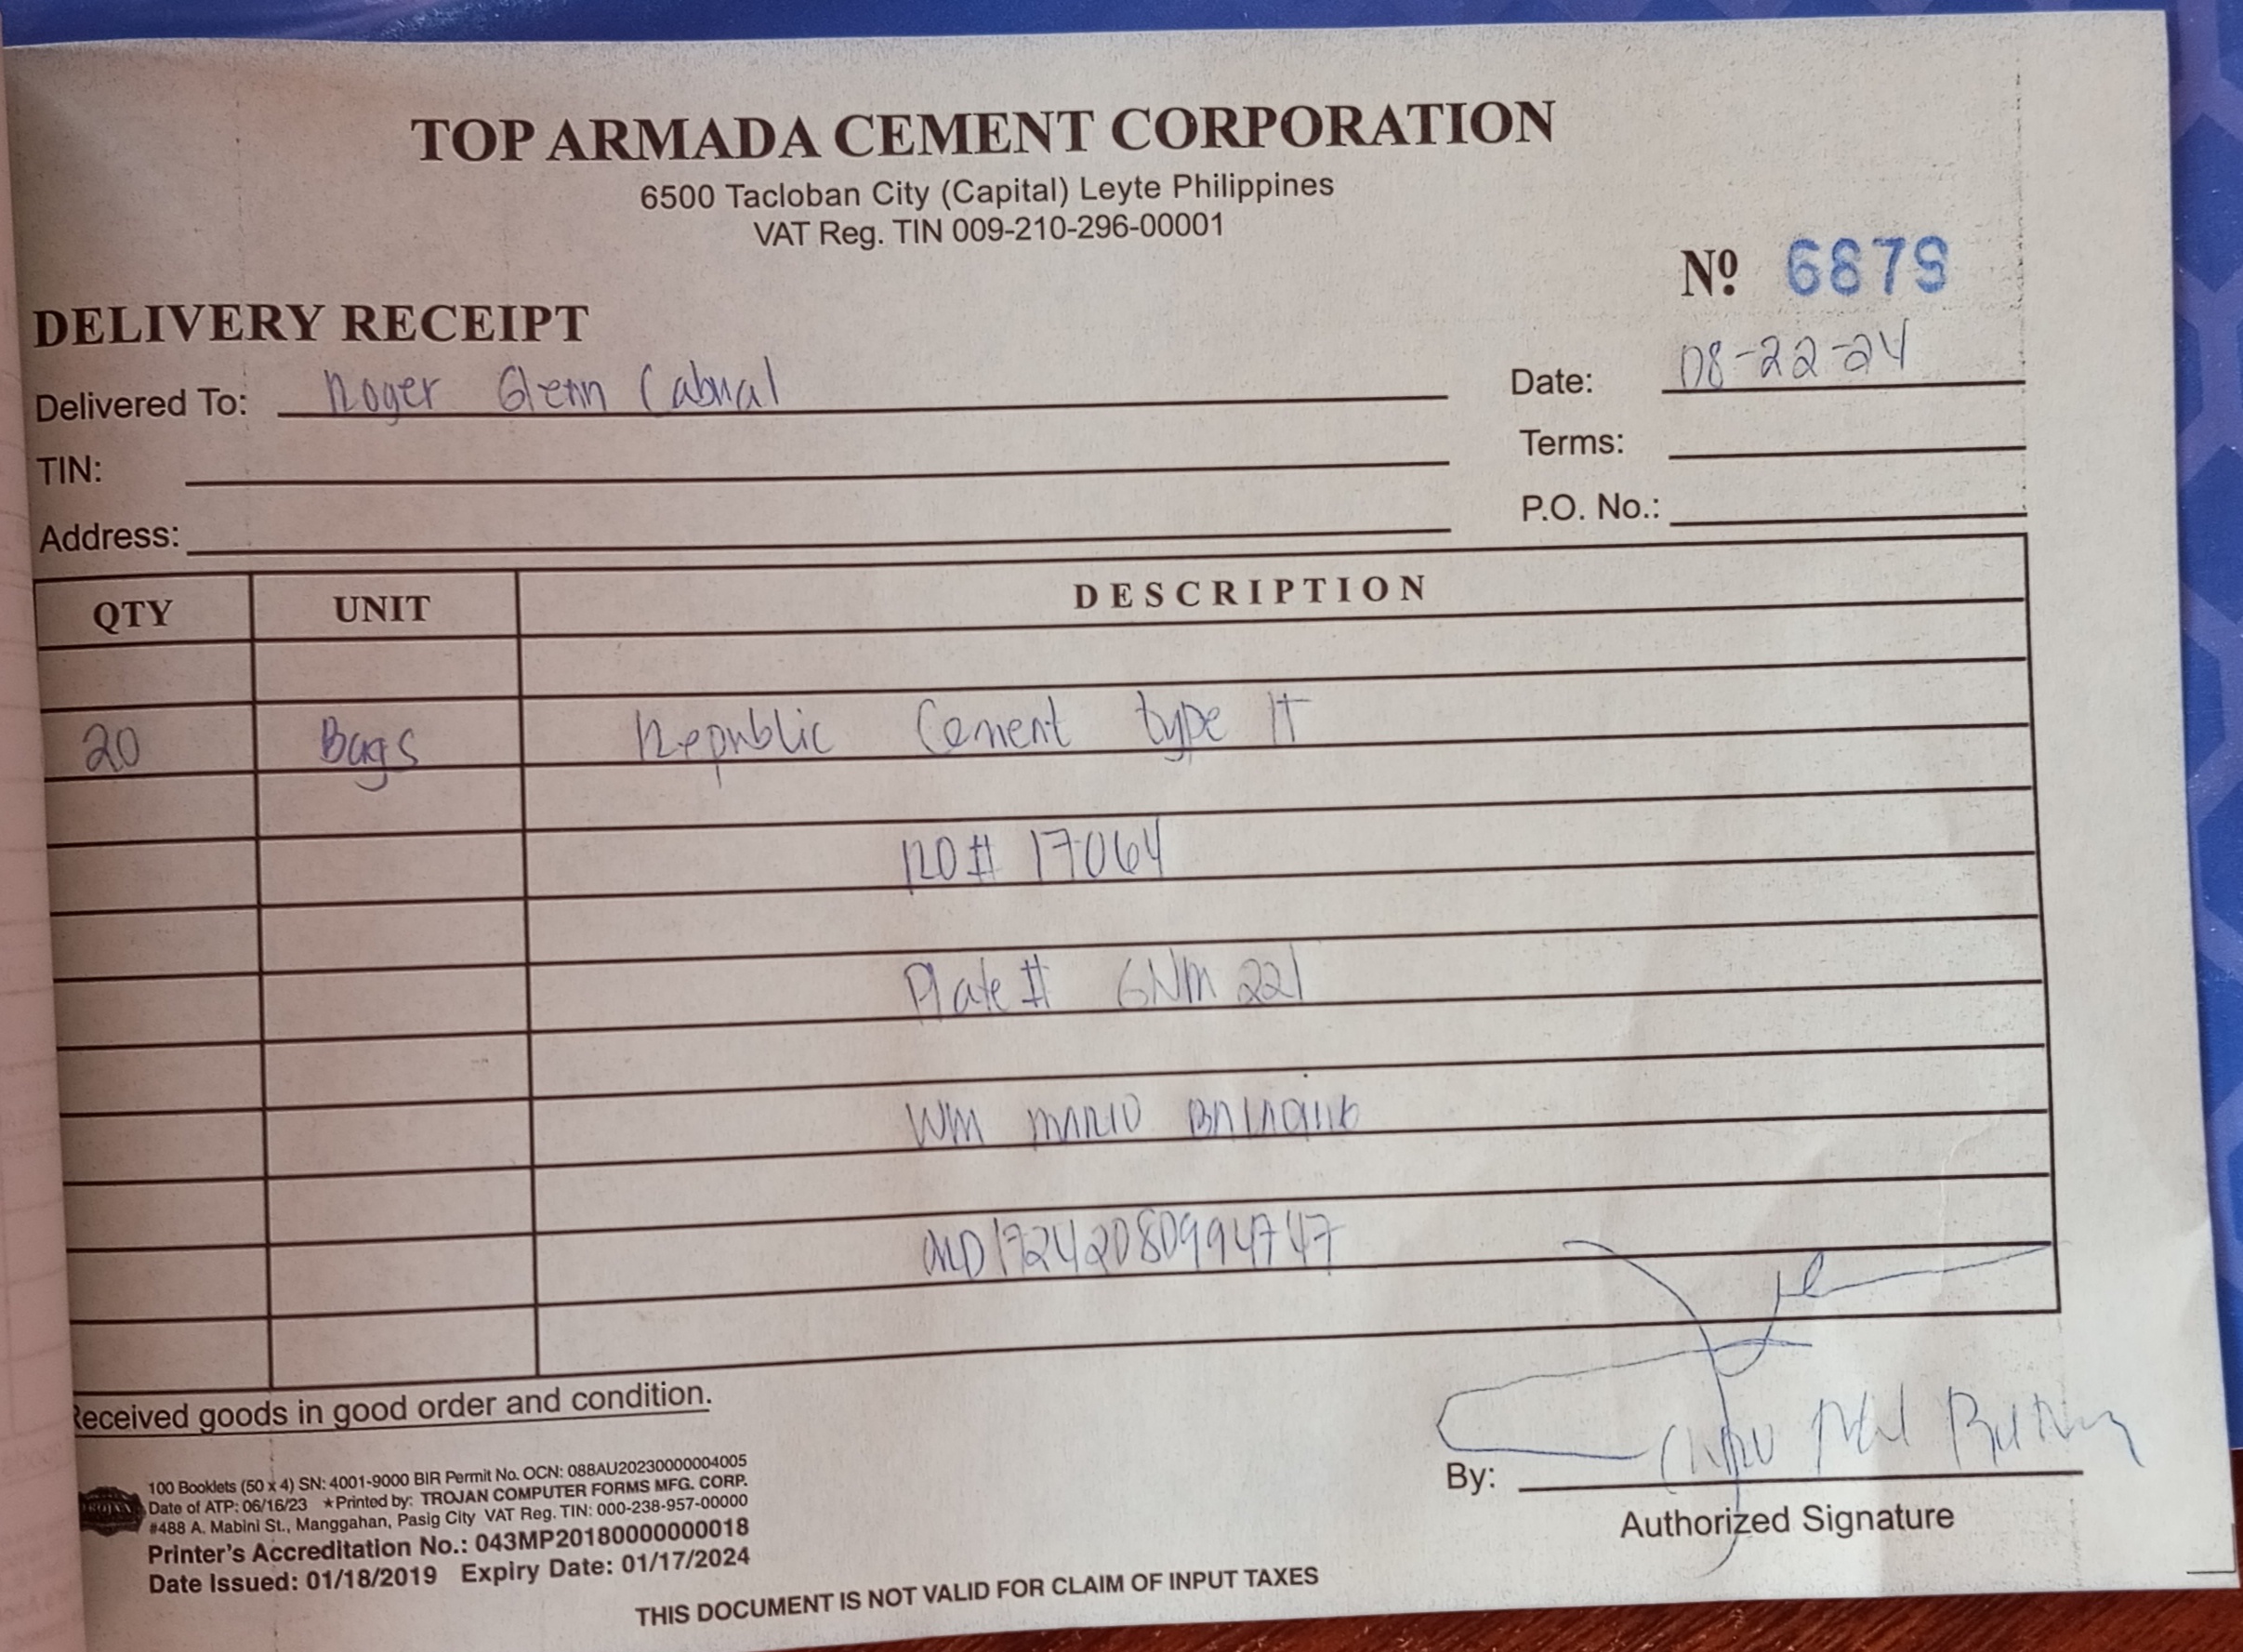 TOP ARMADA CEMENT CORPORATION
6500 Tacloban City (Capital) Leyte Philippines
VAT Reg. TIN 009-210-296-00001
Nº 6879
DELIVERY RECEIPT
Delivered To: Roger Glenn Cabual
Date: 08-22-24
TIN:
Terms:
Address:
P.O. No.:
QTY UNIT DESCRIPTION
20 Bags Republic Cement type 1T
RO# 17064
Plate # GNM 221
WM MARIO
17242080994747
Received goods in good order and condition.
100 Booklets (50 x 4) SN: 4001-9000 BIR Permit No. OCN: 088AU20230000004005
Date of ATP: 06/16/23 ★Printed by: TROJAN COMPUTER FORMS MFG. CORP.
#488 A. Mabini St., Manggahan, Pasig City VAT Reg. TIN: 000-238-957-00000
Printer's Accreditation No.: 043MP20180000000018
Date Issued: 01/18/2019 Expiry Date: 01/17/2024
By:
Authorized Signature
THIS DOCUMENT IS NOT VALID FOR CLAIM OF INPUT TAXES